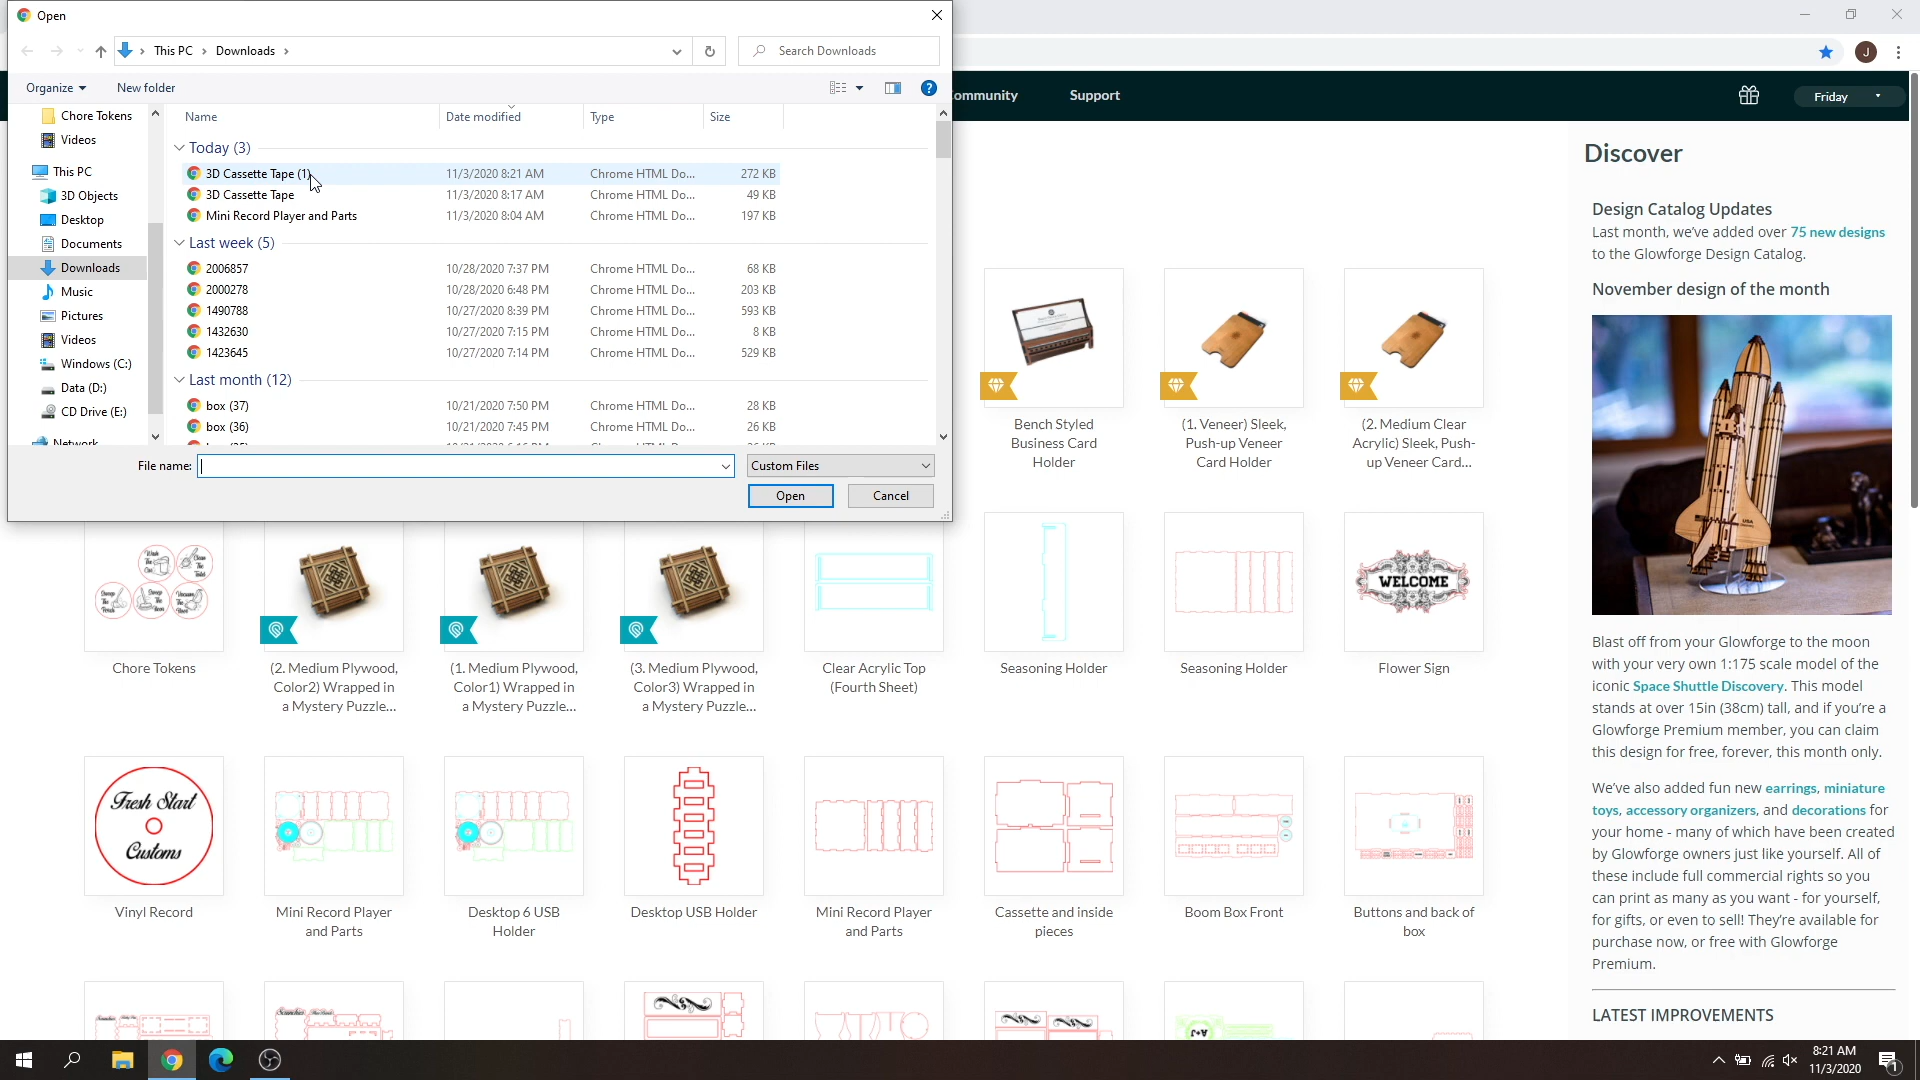 Open
This PC
Downloads
Search Downloads
Organize
New folder
Name
Date modified
Type
Size
Chore Tokens
Videos
This PC
3D Objects
Desktop
Documents
Downloads
Music
Pictures
Videos
Windows (C:)
Data (D:)
CD Drive (E:)
Network
Today (3)
3D Cassette Tape (1) 11/3/2020 8:21 AM Chrome HTML Do... 272 KB
3D Cassette Tape 11/3/2020 8:17 AM Chrome HTML Do... 49 KB
Mini Record Player and Parts 11/3/2020 8:04 AM Chrome HTML Do... 197 KB
Last week (5)
2006857 10/28/2020 7:37 PM Chrome HTML Do... 68 KB
2000278 10/28/2020 6:48 PM Chrome HTML Do... 203 KB
1490788 10/27/2020 8:39 PM Chrome HTML Do... 593 KB
1432630 10/27/2020 7:15 PM Chrome HTML Do... 8 KB
1423645 10/27/2020 7:14 PM Chrome HTML Do... 529 KB
Last month (12)
box (37) 10/21/2020 7:50 PM Chrome HTML Do... 28 KB
box (36) 10/21/2020 7:45 PM Chrome HTML Do... 26 KB
File name:
Custom Files
Open
Cancel
J
ommunity
Support
Friday
Bench Styled
Business Card
Holder
(1. Veneer) Sleek,
Push-up Veneer
Card Holder
(2. Medium Clear
Acrylic) Sleek, Push-
up Veneer Card...
Wash The Car
Clean The Toilet
Sweep The Porch
Sweep The Floor
Vacuum The Floor
WELCOME
Chore Tokens
(2. Medium Plywood,
Color2) Wrapped in
a Mystery Puzzle...
(1. Medium Plywood,
Color1) Wrapped in
a Mystery Puzzle...
(3. Medium Plywood,
Color3) Wrapped in
a Mystery Puzzle...
Clear Acrylic Top
(Fourth Sheet)
Seasoning Holder
Seasoning Holder
Flower Sign
Fresh Start
Customs
Vinyl Record
Mini Record Player
and Parts
Desktop 6 USB
Holder
Desktop USB Holder
Mini Record Player
and Parts
Cassette and inside
pieces
Boom Box Front
Buttons and back of
box
Scrunchies
Scrunchies
A+J
Discover
Design Catalog Updates
Last month, we've added over 75 new designs
to the Glowforge Design Catalog.
November design of the month
USA
Blast off from your Glowforge to the moon
with your very own 1:175 scale model of the
iconic Space Shuttle Discovery. This model
stands at over 15in (38cm) tall, and if you're a
Glowforge Premium member, you can claim
this design for free, forever, this month only.
We've also added fun new earrings, miniature
toys, accessory organizers, and decorations for
your home - many of which have been created
by Glowforge owners just like yourself. All of
these include full commercial rights so you
can print as many as you want - for yourself,
for gifts, or even to sell! They're available for
purchase now, or free with Glowforge
Premium.
LATEST IMPROVEMENTS
8:21 AM
11/3/2020
1